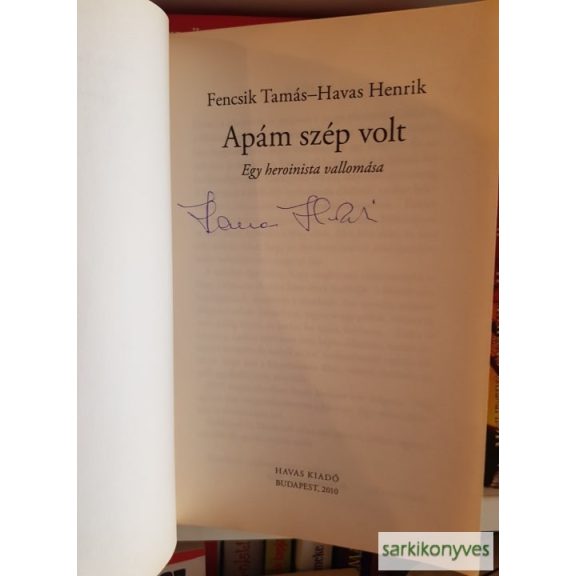 Fencsik Tamás–Havas Henrik
Apám szép volt
Egy heroinista vallomása
HAVAS KIADÓ
BUDAPEST, 2010
sarkikonyves